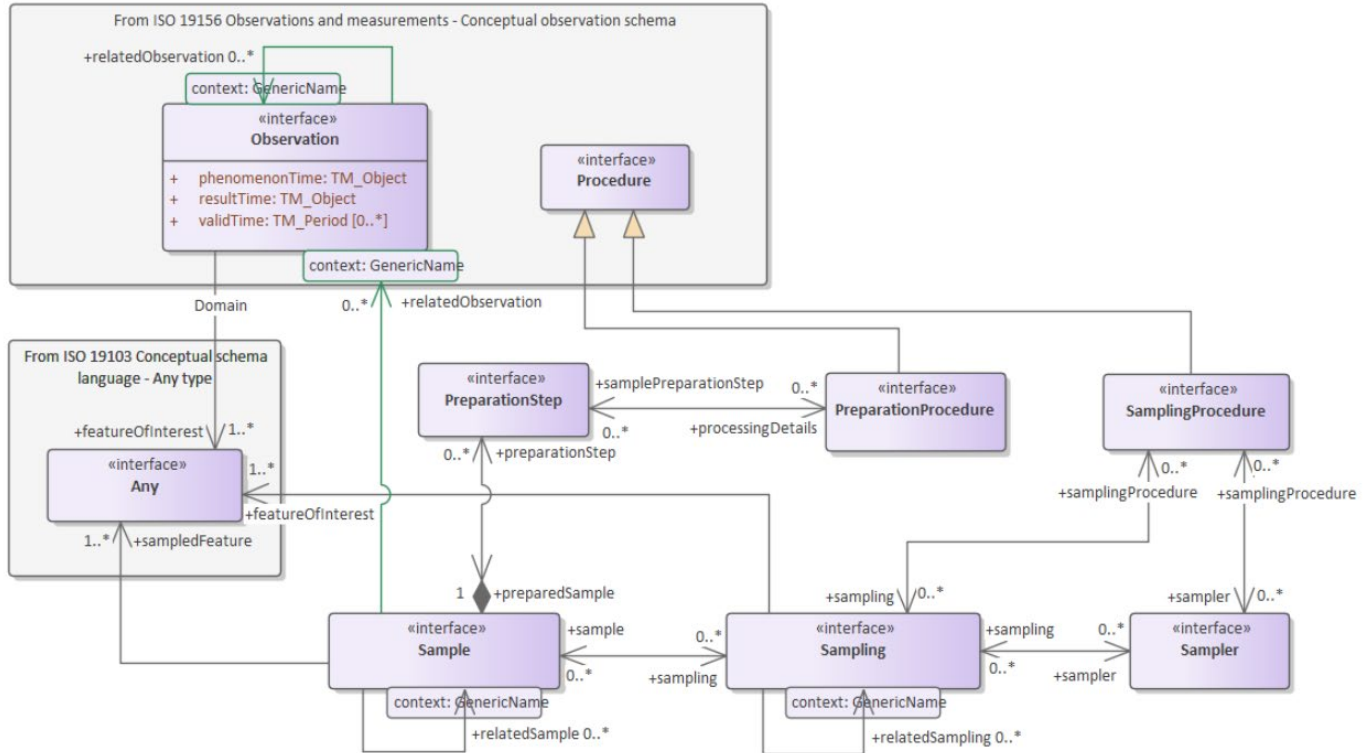 From ISO 19156 Observations and measurements - Conceptual observation schema
+relatedObservation 0..*
context: GenericName
«interface»
Observation
+ phenomenonTime: TM_Object
+ resultTime: TM_Object
+ validTime: TM_Period [0..*]
«interface»
Procedure
context: GenericName
0..*
+relatedObservation
Domain
From ISO 19103 Conceptual schema
language - Any type
+featureOfInterest
1..*
«interface»
Any
1..*
+featureOfInterest
1..*
+sampledFeature
«interface»
PreparationStep
+samplePreparationStep
0..*
0..*
+processingDetails
«interface»
PreparationProcedure
«interface»
SamplingProcedure
0..*
+preparationStep
0..*
+samplingProcedure
0..*
+samplingProcedure
1
+preparedSample
+sampling
0..*
+sampler
0..*
«interface»
Sample
+sample
0..*
0..*
+sampling
«interface»
Sampling
+sampling
0..*
0..*
+sampler
«interface»
Sampler
context: GenericName
+relatedSample 0..*
context: GenericName
+relatedSampling 0..*